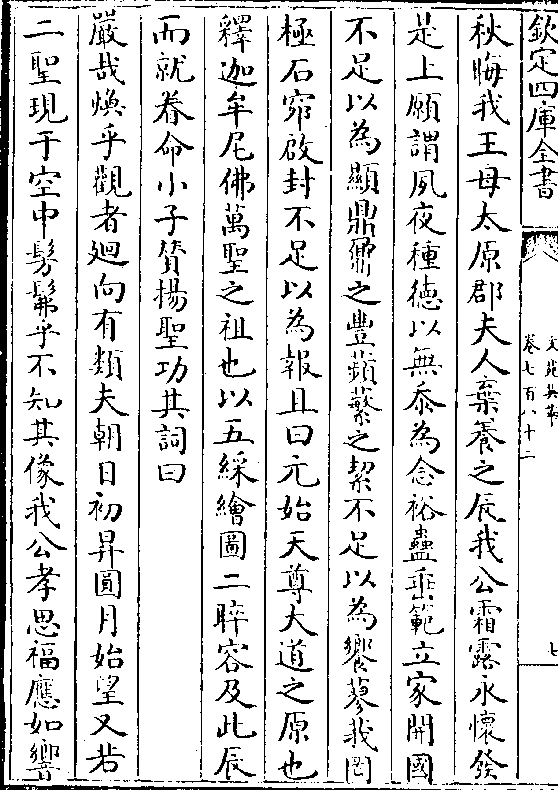 欽定四庫全書
文苑英華
卷七百八十二
七
秋晦我王母太原郡夫人棄養之辰我公霜露永懷發
是上願謂夙夜種德以無忝為念裕蠱垂範立家開國
不足以為顯鼎鼐之豐蘋蘩之潔不足以為饗蓼莪罔
極石窌啟封不足以為報且曰元始天尊大道之原也
釋迦牟尼佛萬聖之祖也以五綵繪圖二睟容及此辰
而就眷命小子贊揚聖功其詞曰
嚴哉煥乎觀者廻向有類夫朝日初昇圓月始望又若
二聖現于空中髣髴乎不知其像我公孝思福應如響